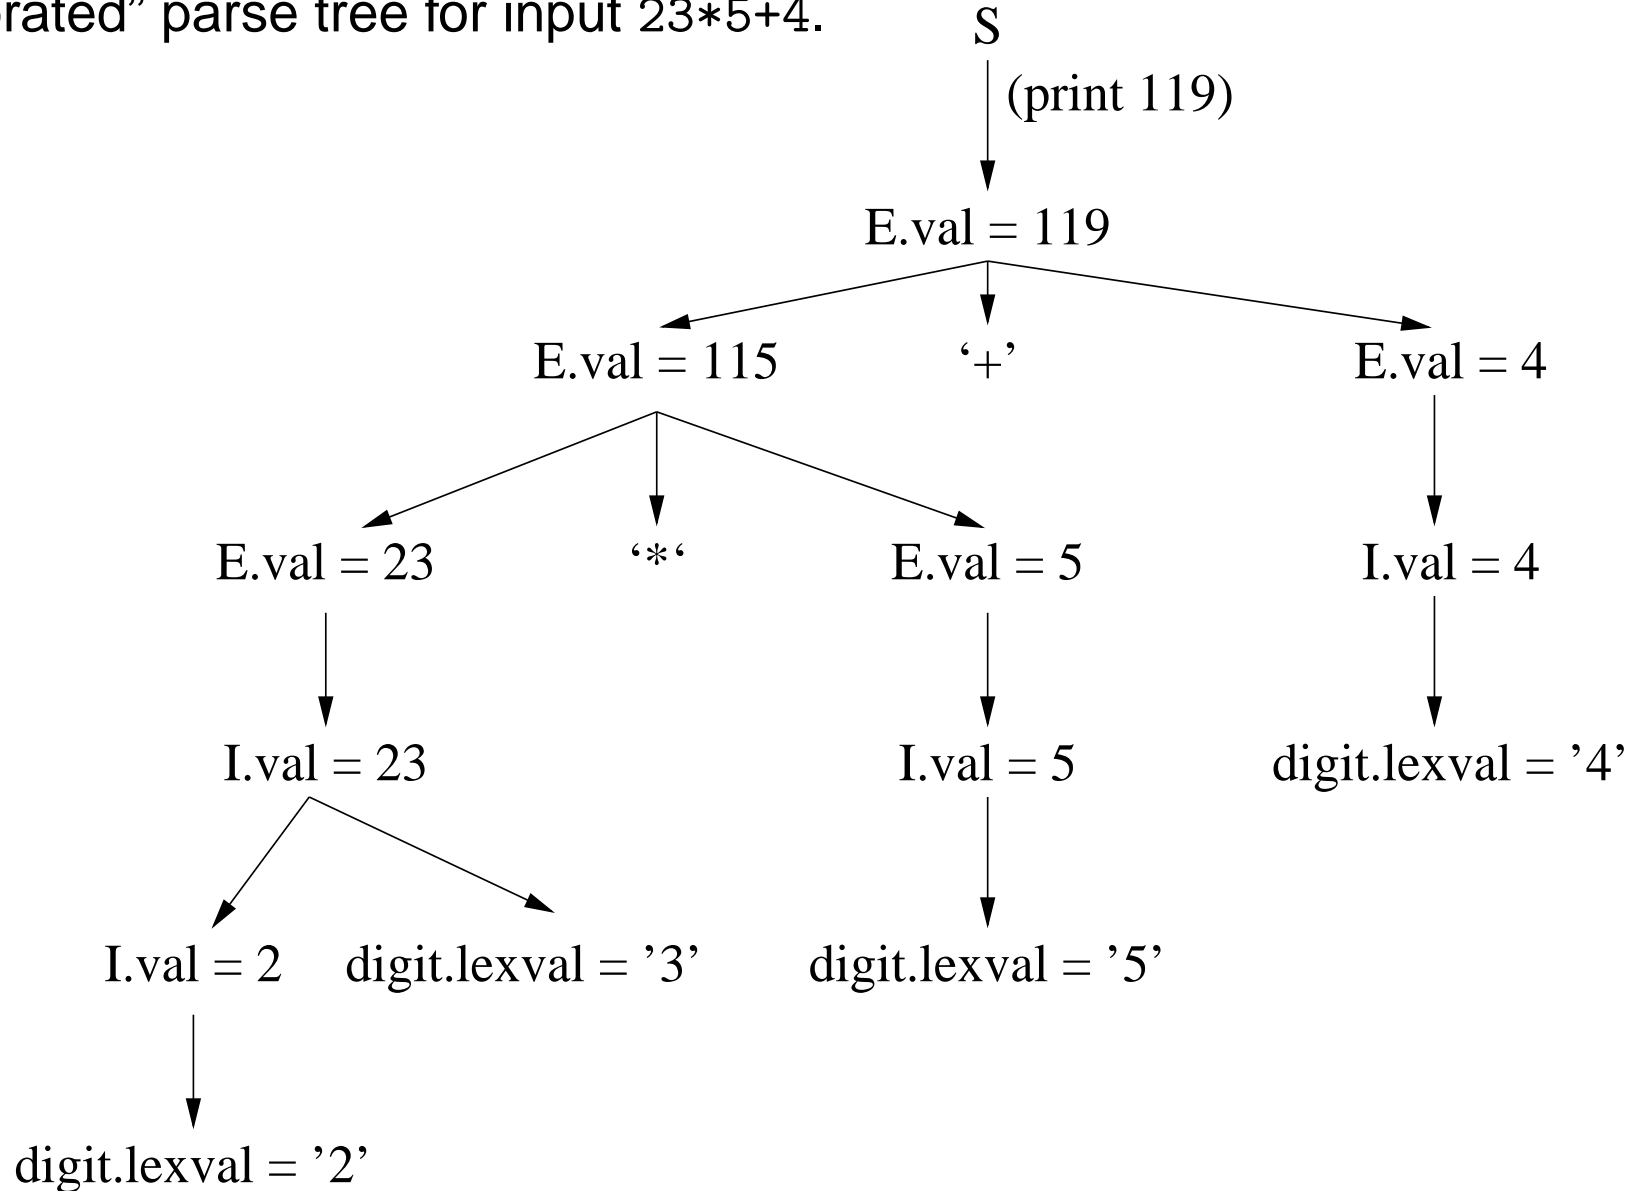 parse tree for input 23*5+4.
S
(print 119)
E.val = 119
E.val = 115 ‘+’ E.val = 4
E.val = 23 ‘*‘ E.val = 5 I.val = 4
I.val = 23 I.val = 5 digit.lexval = ’4’
I.val = 2 digit.lexval = ’3’ digit.lexval = ’5’
digit.lexval = ’2’